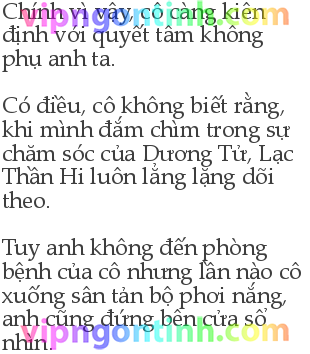 Chính vì vậy, cô càng kiên
định với quyết tâm không
phụ anh ta.
Có điều, cô không biết rằng,
khi mình đắm chìm trong sự
chăm sóc của Dương Tử, Lạc
Thần Hi luôn lẳng lặng dõi
theo.
Tuy anh không đến phòng
bệnh của cô nhưng lần nào cô
xuống sân tản bộ phơi nắng,
anh cũng đứng bên cửa sổ
nhìn.
vipngontinh.com
vipngontinh.com